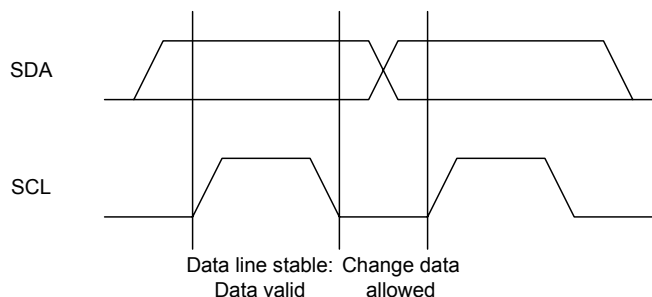 SDA
SCL
Data line stable: Change data
Data valid allowed